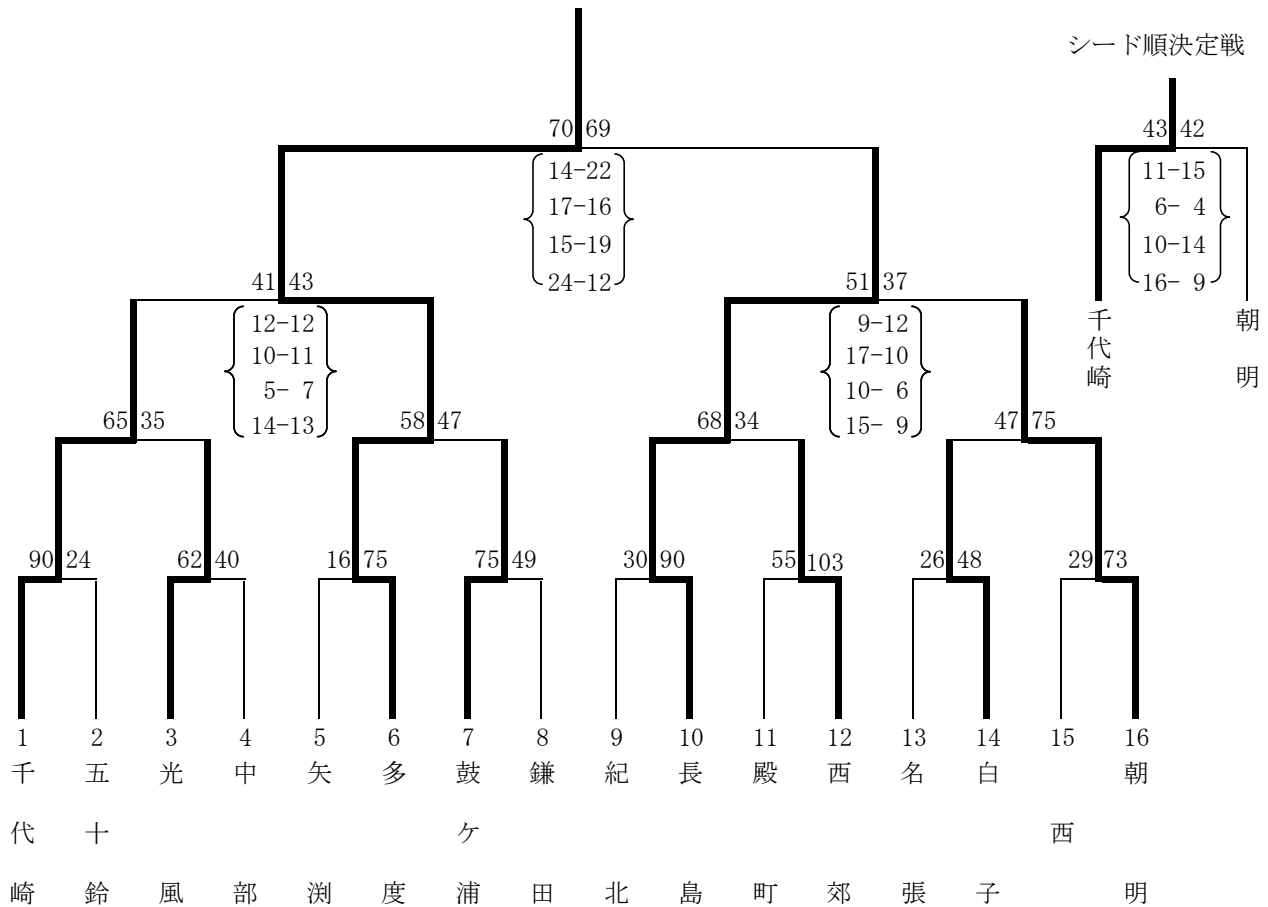 シード順決定戦
70 69
14-22
17-16
15-19
24-12
43 42
11-15
6- 4
10-14
16- 9
千代崎
朝明
41 43
12-12
10-11
5- 7
14-13
51 37
9-12
17-10
10- 6
15- 9
65 35
58 47
68 34
47 75
90 24
62 40
16 75
75 49
30 90
55 103
26 48
29 73
1 2 3 4 5 6 7 8 9 10 11 12 13 14 15 16
千代崎
五十鈴
光風
中部
矢渕
多度
鼓ケ浦
鎌田
紀北
長島
殿町
西郊
名張
白子
西
朝明